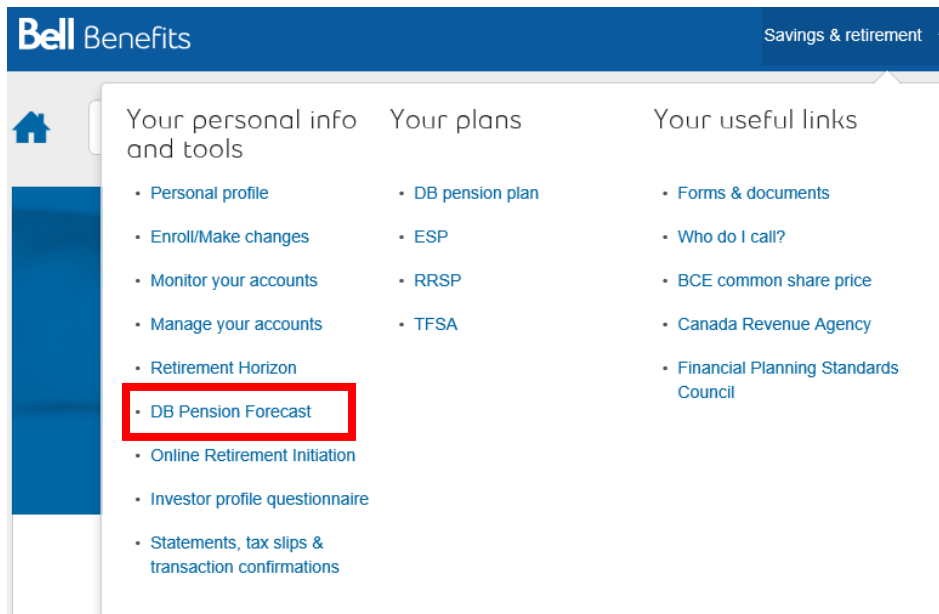 Bell Benefits
Savings & retirement
Your personal info
and tools
• Personal profile
• Enroll/Make changes
• Monitor your accounts
• Manage your accounts
• Retirement Horizon
• DB Pension Forecast
• Online Retirement Initiation
• Investor profile questionnaire
• Statements, tax slips &
transaction confirmations
Your plans
• DB pension plan
• ESP
• RRSP
• TFSA
Your useful links
• Forms & documents
• Who do I call?
• BCE common share price
• Canada Revenue Agency
• Financial Planning Standards
Council